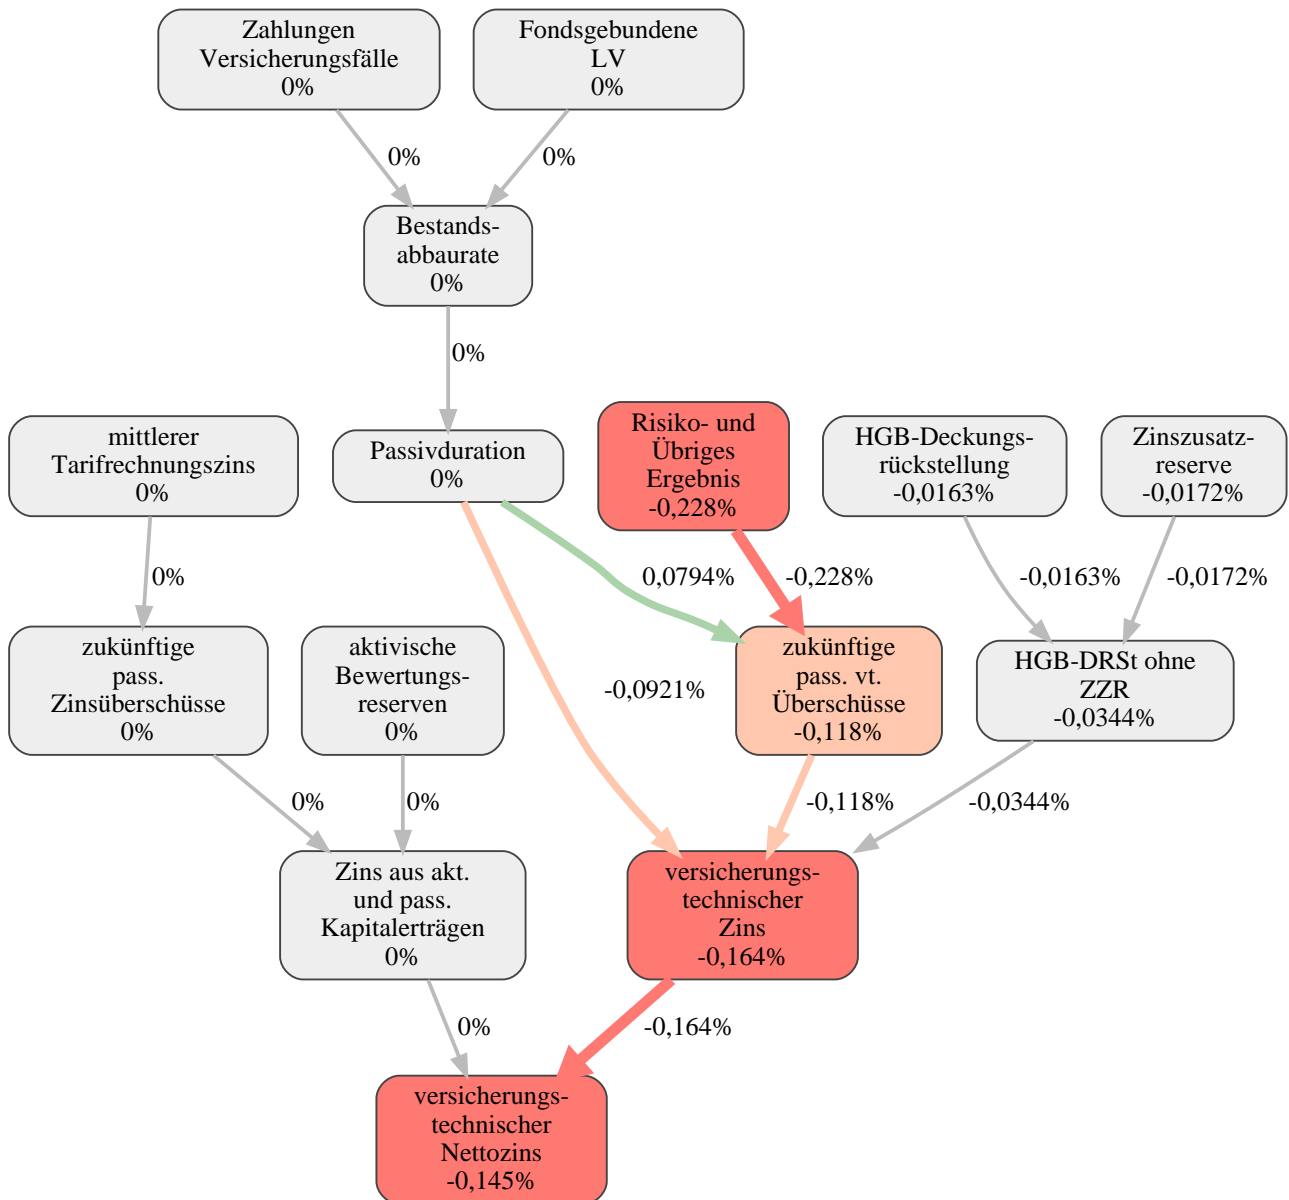 Zahlungen
Versicherungsfälle
0%
Fondsgebundene
LV
0%
0%
0%
Bestands-
abbaurate
0%
0%
mittlerer
Tarifrechnungszins
0%
Passivduration
0%
Risiko- und
Übriges
Ergebnis
-0,228%
HGB-Deckungs-
rückstellung
-0,0163%
Zinszusatz-
reserve
-0,0172%
0%
0,0794%
-0,228%
-0,0163%
-0,0172%
zukünftige
pass.
Zinsüberschüsse
0%
aktivische
Bewertungs-
reserven
0%
-0,0921%
zukünftige
pass. vt.
Überschüsse
-0,118%
HGB-DRSt ohne
ZZR
-0,0344%
0%
0%
-0,118%
-0,0344%
Zins aus akt.
und pass.
Kapitalerträgen
0%
versicherungs-
technischer
Zins
-0,164%
0%
-0,164%
versicherungs-
technischer
Nettozins
-0,145%